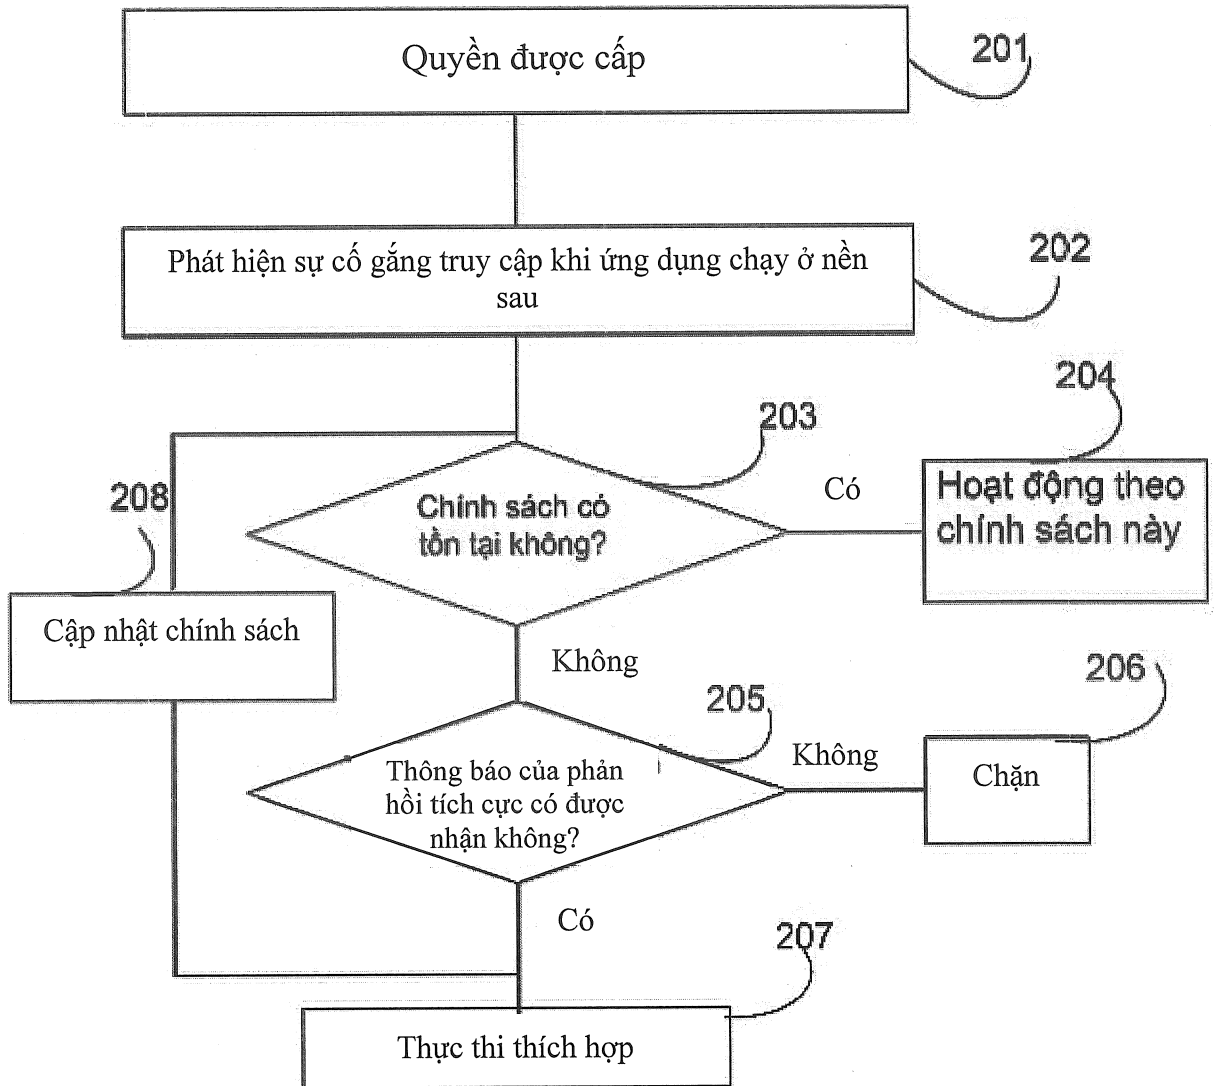 Quyền được cấp
201
Phát hiện sự cố gắng truy cập khi ứng dụng chạy ở nền
sau
202
203
204
Chính sách có
tồn tại không?
Có
Hoạt động theo
chính sách này
208
Cập nhật chính sách
Không
205
206
Thông báo của phản
hồi tích cực có được
nhận không?
Không
Chặn
Có
207
Thực thi thích hợp